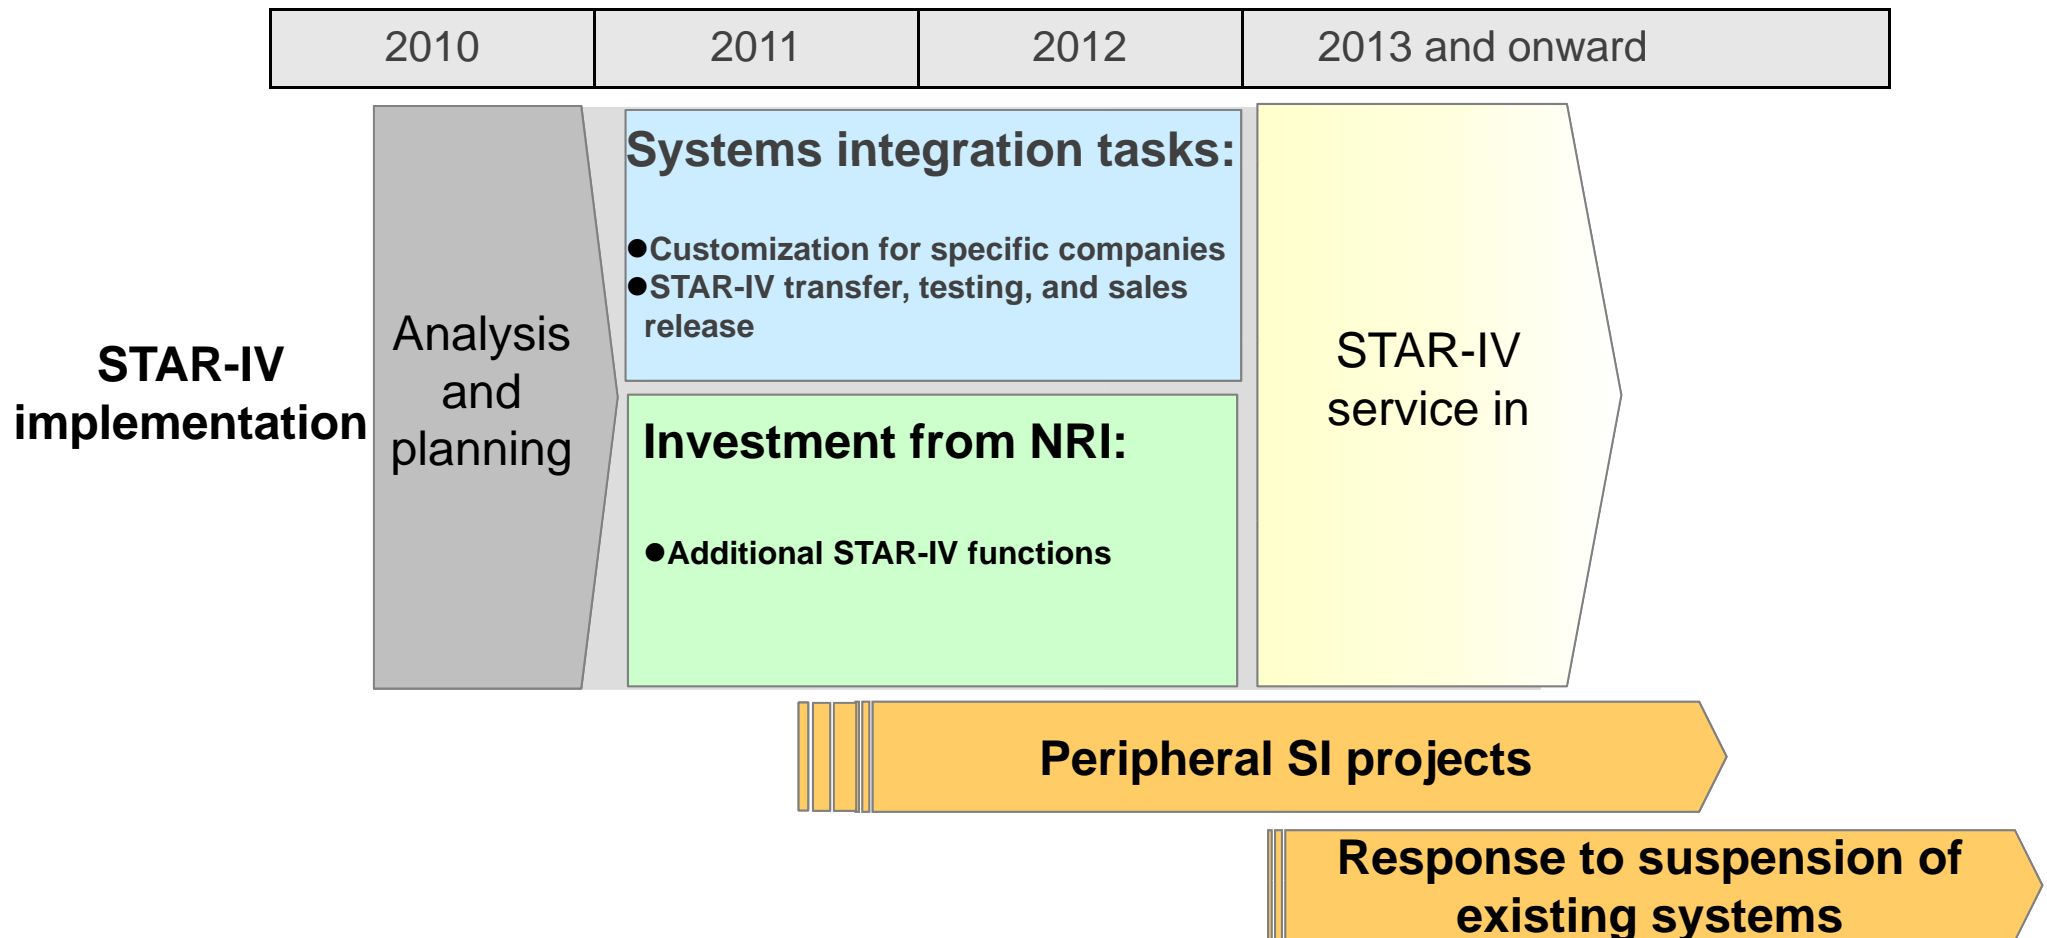 2010 2011 2012 2013 and onward
STAR-IV
implementation
Analysis
and
planning
Systems integration tasks:
●Customization for specific companies
●STAR-IV transfer, testing, and sales
release
Investment from NRI:
●Additional STAR-IV functions
STAR-IV
service in
Peripheral SI projects
Response to suspension of
existing systems